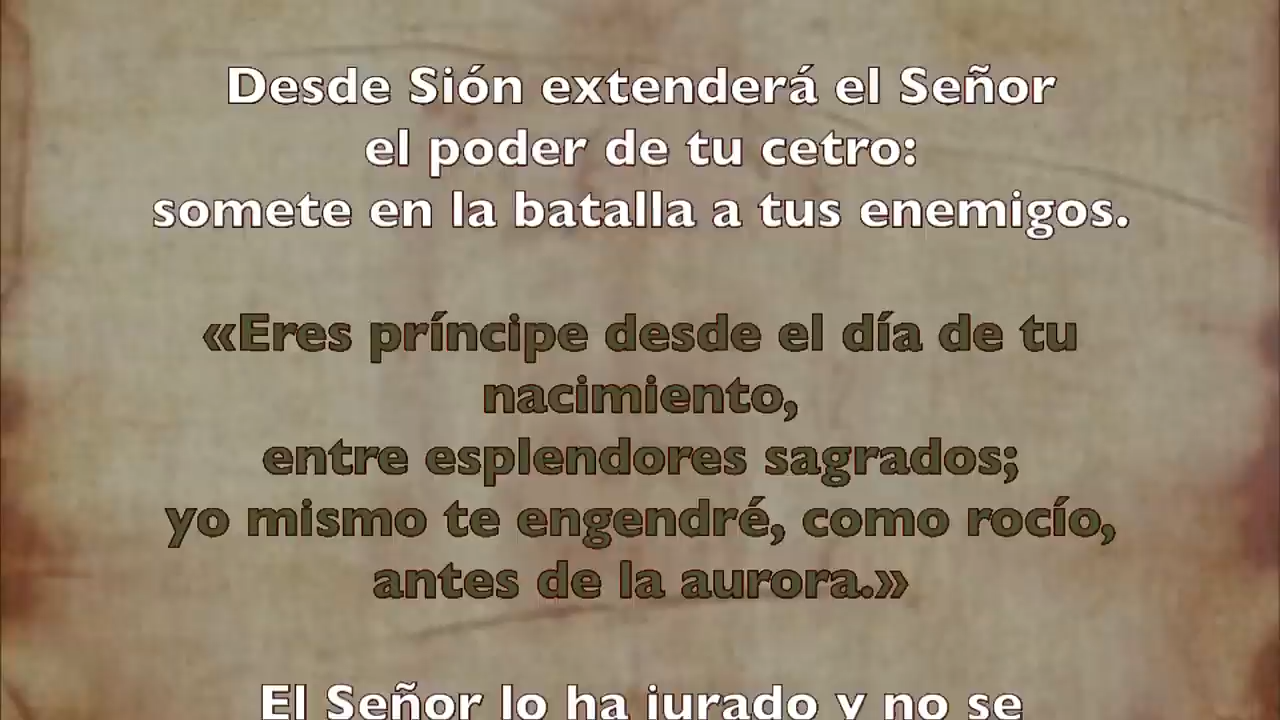 Desde Sión extenderá el Señor
el poder de tu cetro:
somete en la batalla a tus enemigos.
«Eres príncipe desde el día de tu
nacimiento,
entre esplendores sagrados;
yo mismo te engendré, como rocío,
antes de la aurora.»
El Señor lo ha jurado y no se